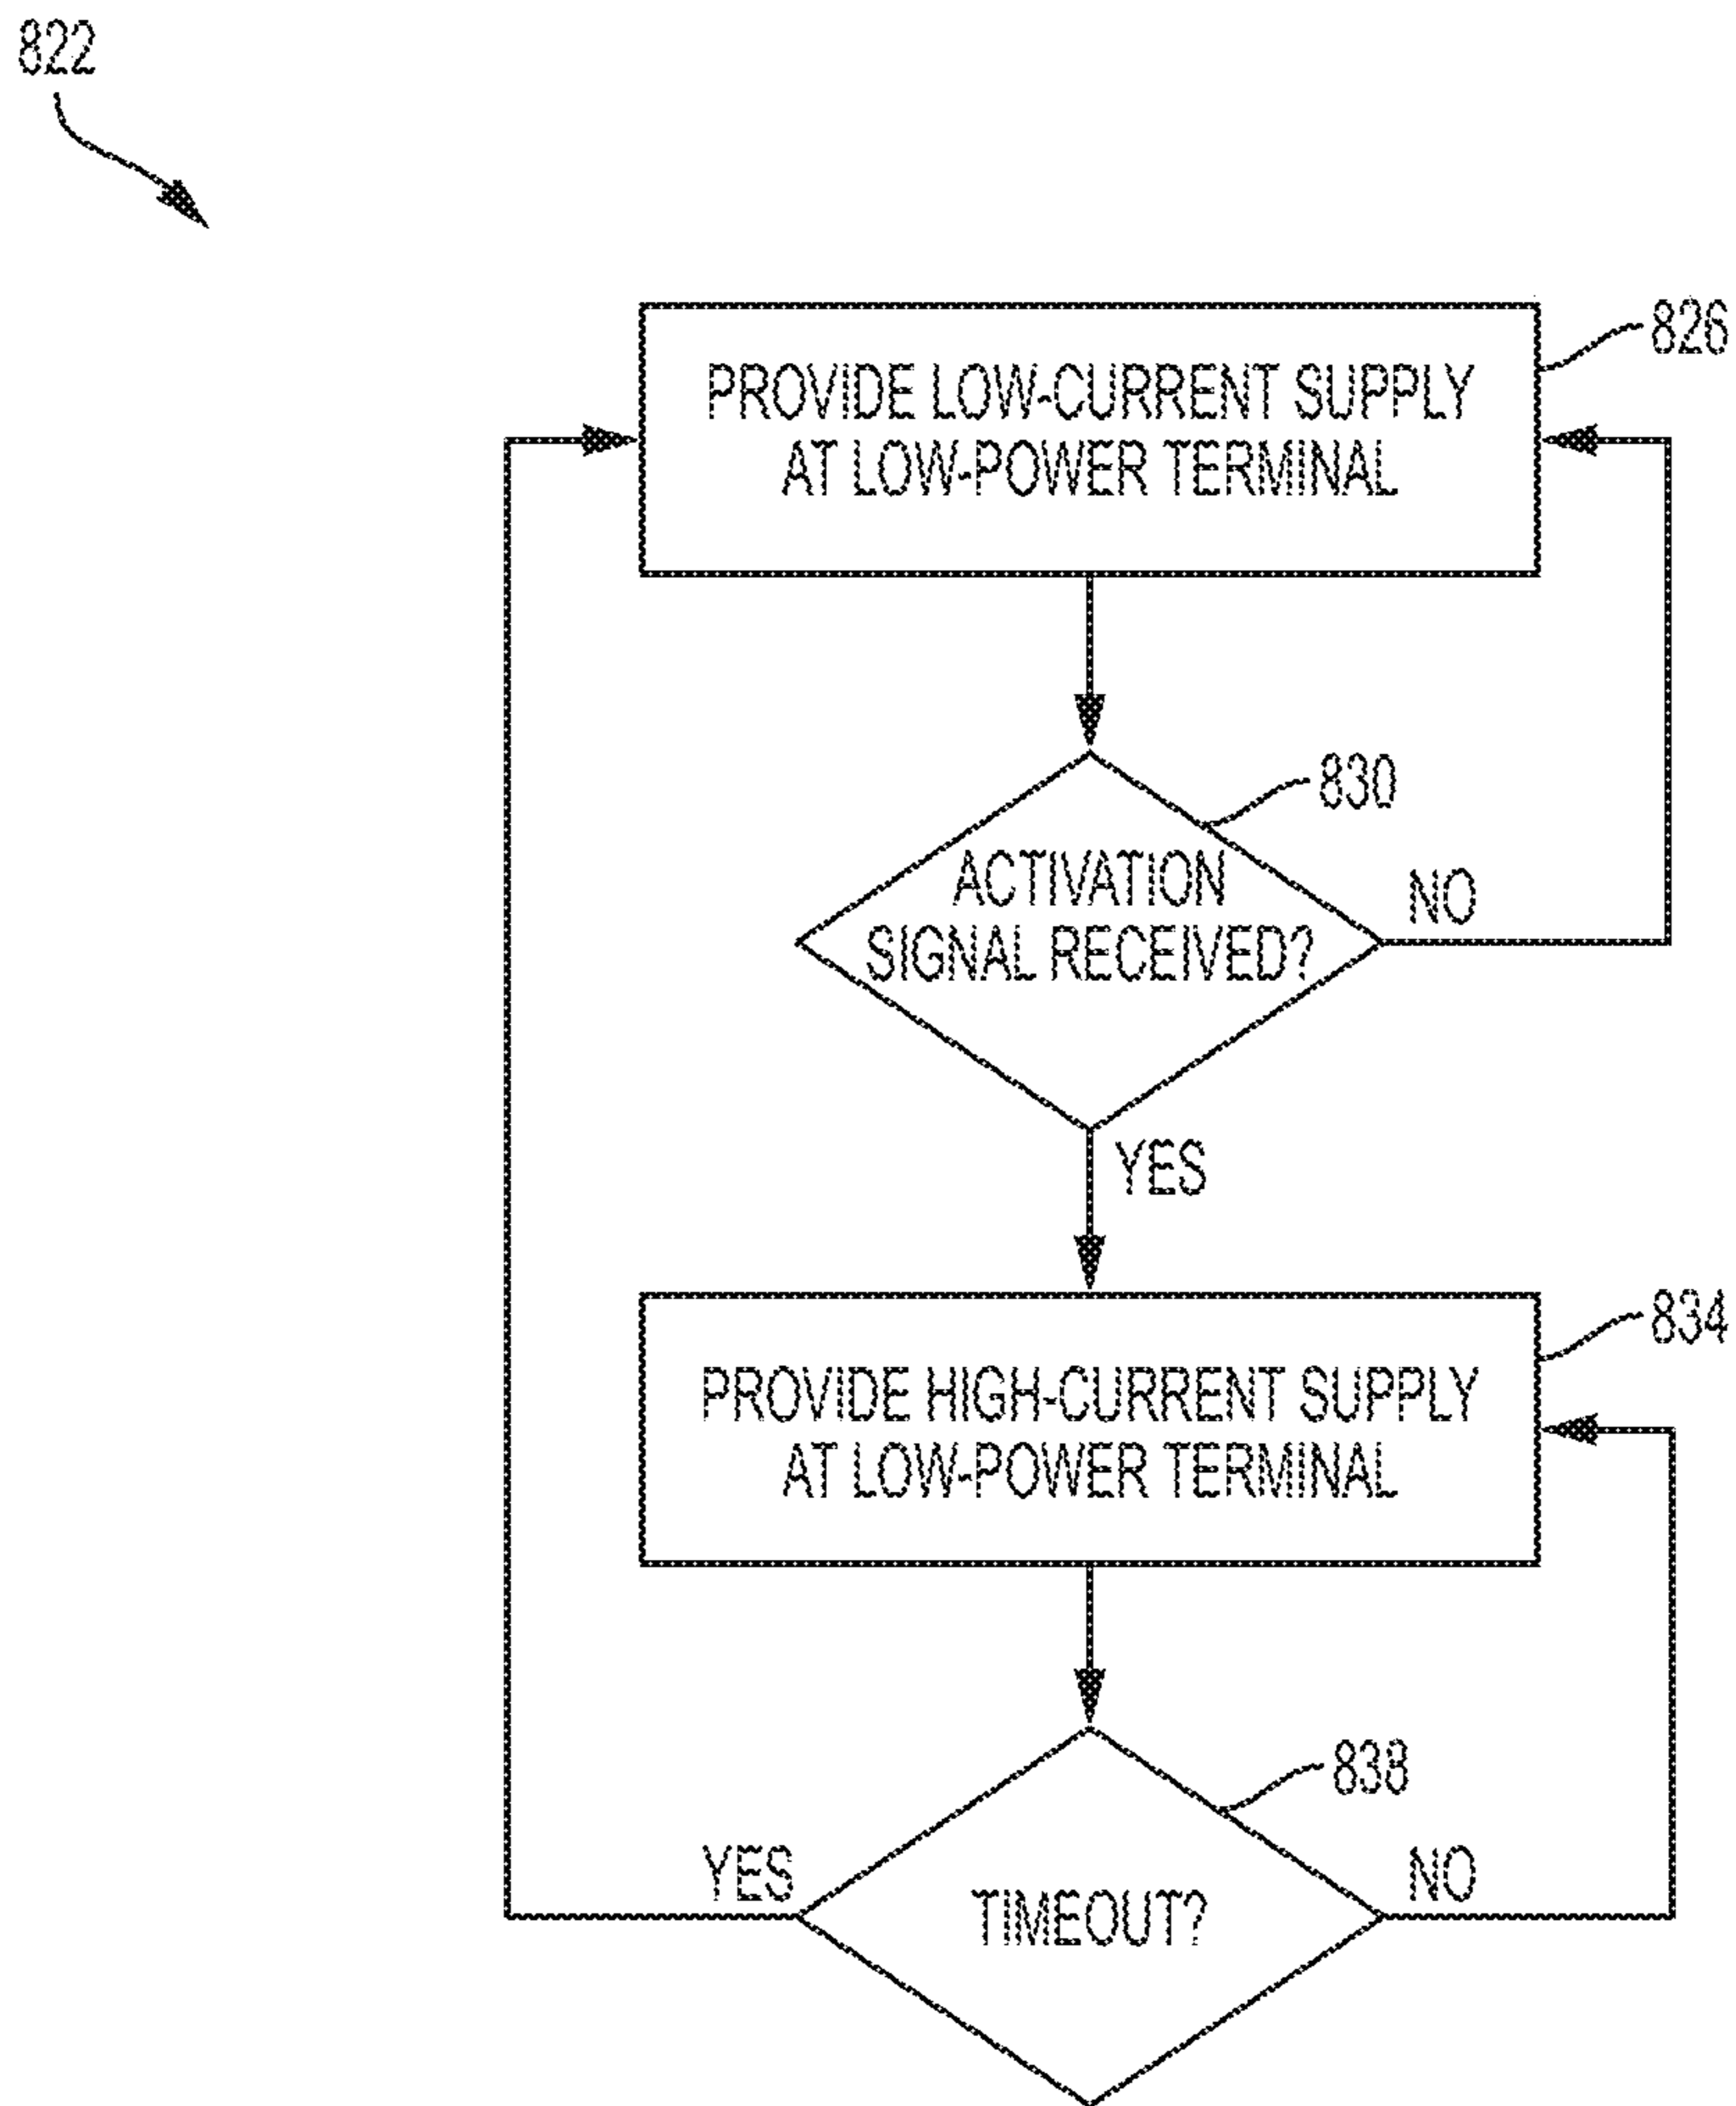 822
826
PROVIDE LOW-CURRENT SUPPLY
AT LOW-POWER TERMINAL
830
ACTIVATION
SIGNAL RECEIVED?
NO
YES
834
PROVIDE HIGH-CURRENT SUPPLY
AT LOW-POWER TERMINAL
838
YES
NO
TIMEOUT?